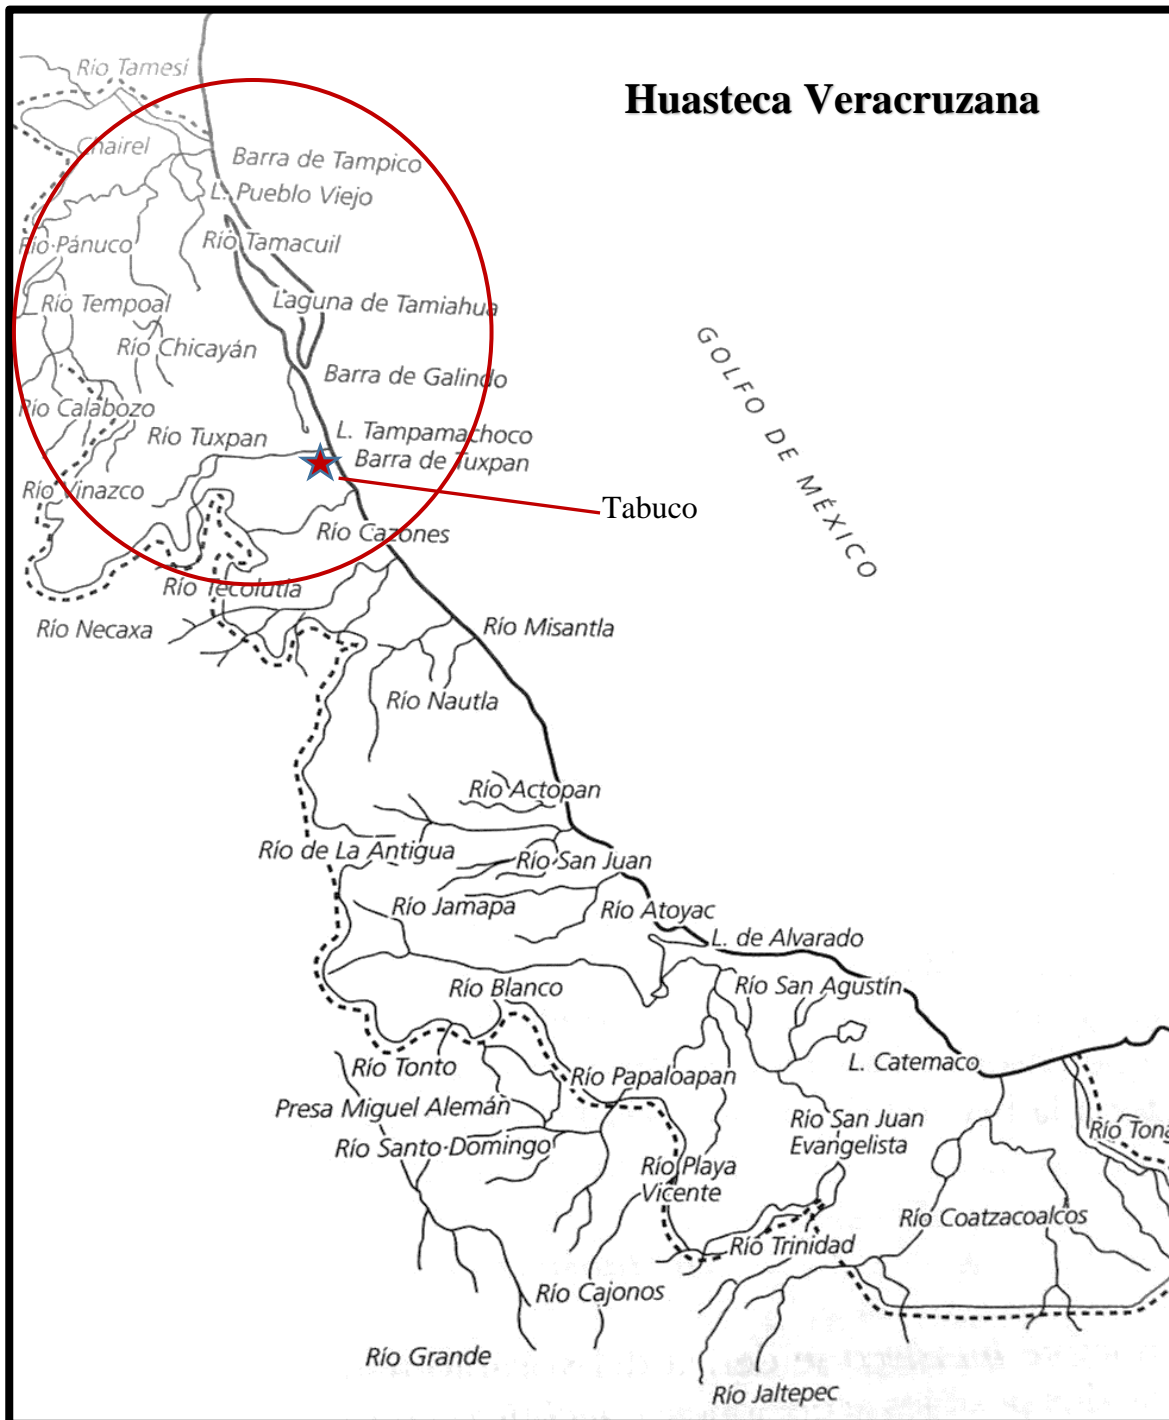 Huasteca Veracruzana
Río Tamesí
Chairel
Barra de Tampico
L. Pueblo Viejo
Río Pánuco
Río Tamacuil
Río Tempoal
Laguna de Tamiahua
Río Chicayán
Barra de Galindo
Río Calabozo
Río Tuxpan
L. Tampamachoco
Barra de Tuxpan
Río Vinazco
Tabuco
GOLFO DE MÉXICO
Río Cazones
Río Tecolutla
Río Necaxa
Río Misantla
Río Nautla
Río Actopan
Río de La Antigua
Río San Juan
Río Jamapa
Río Atoyac
L. de Alvarado
Río Blanco
Río San Agustín
Río Tonto
Río Papaloapan
L. Catemaco
Presa Miguel Alemán
Río San Juan
Evangelista
Río Santo Domingo
Río Tona
Río Playa
Vicente
Río Coatzacoalcos
Río Trinidad
Río Cajonos
Río Grande
Río Jaltepec